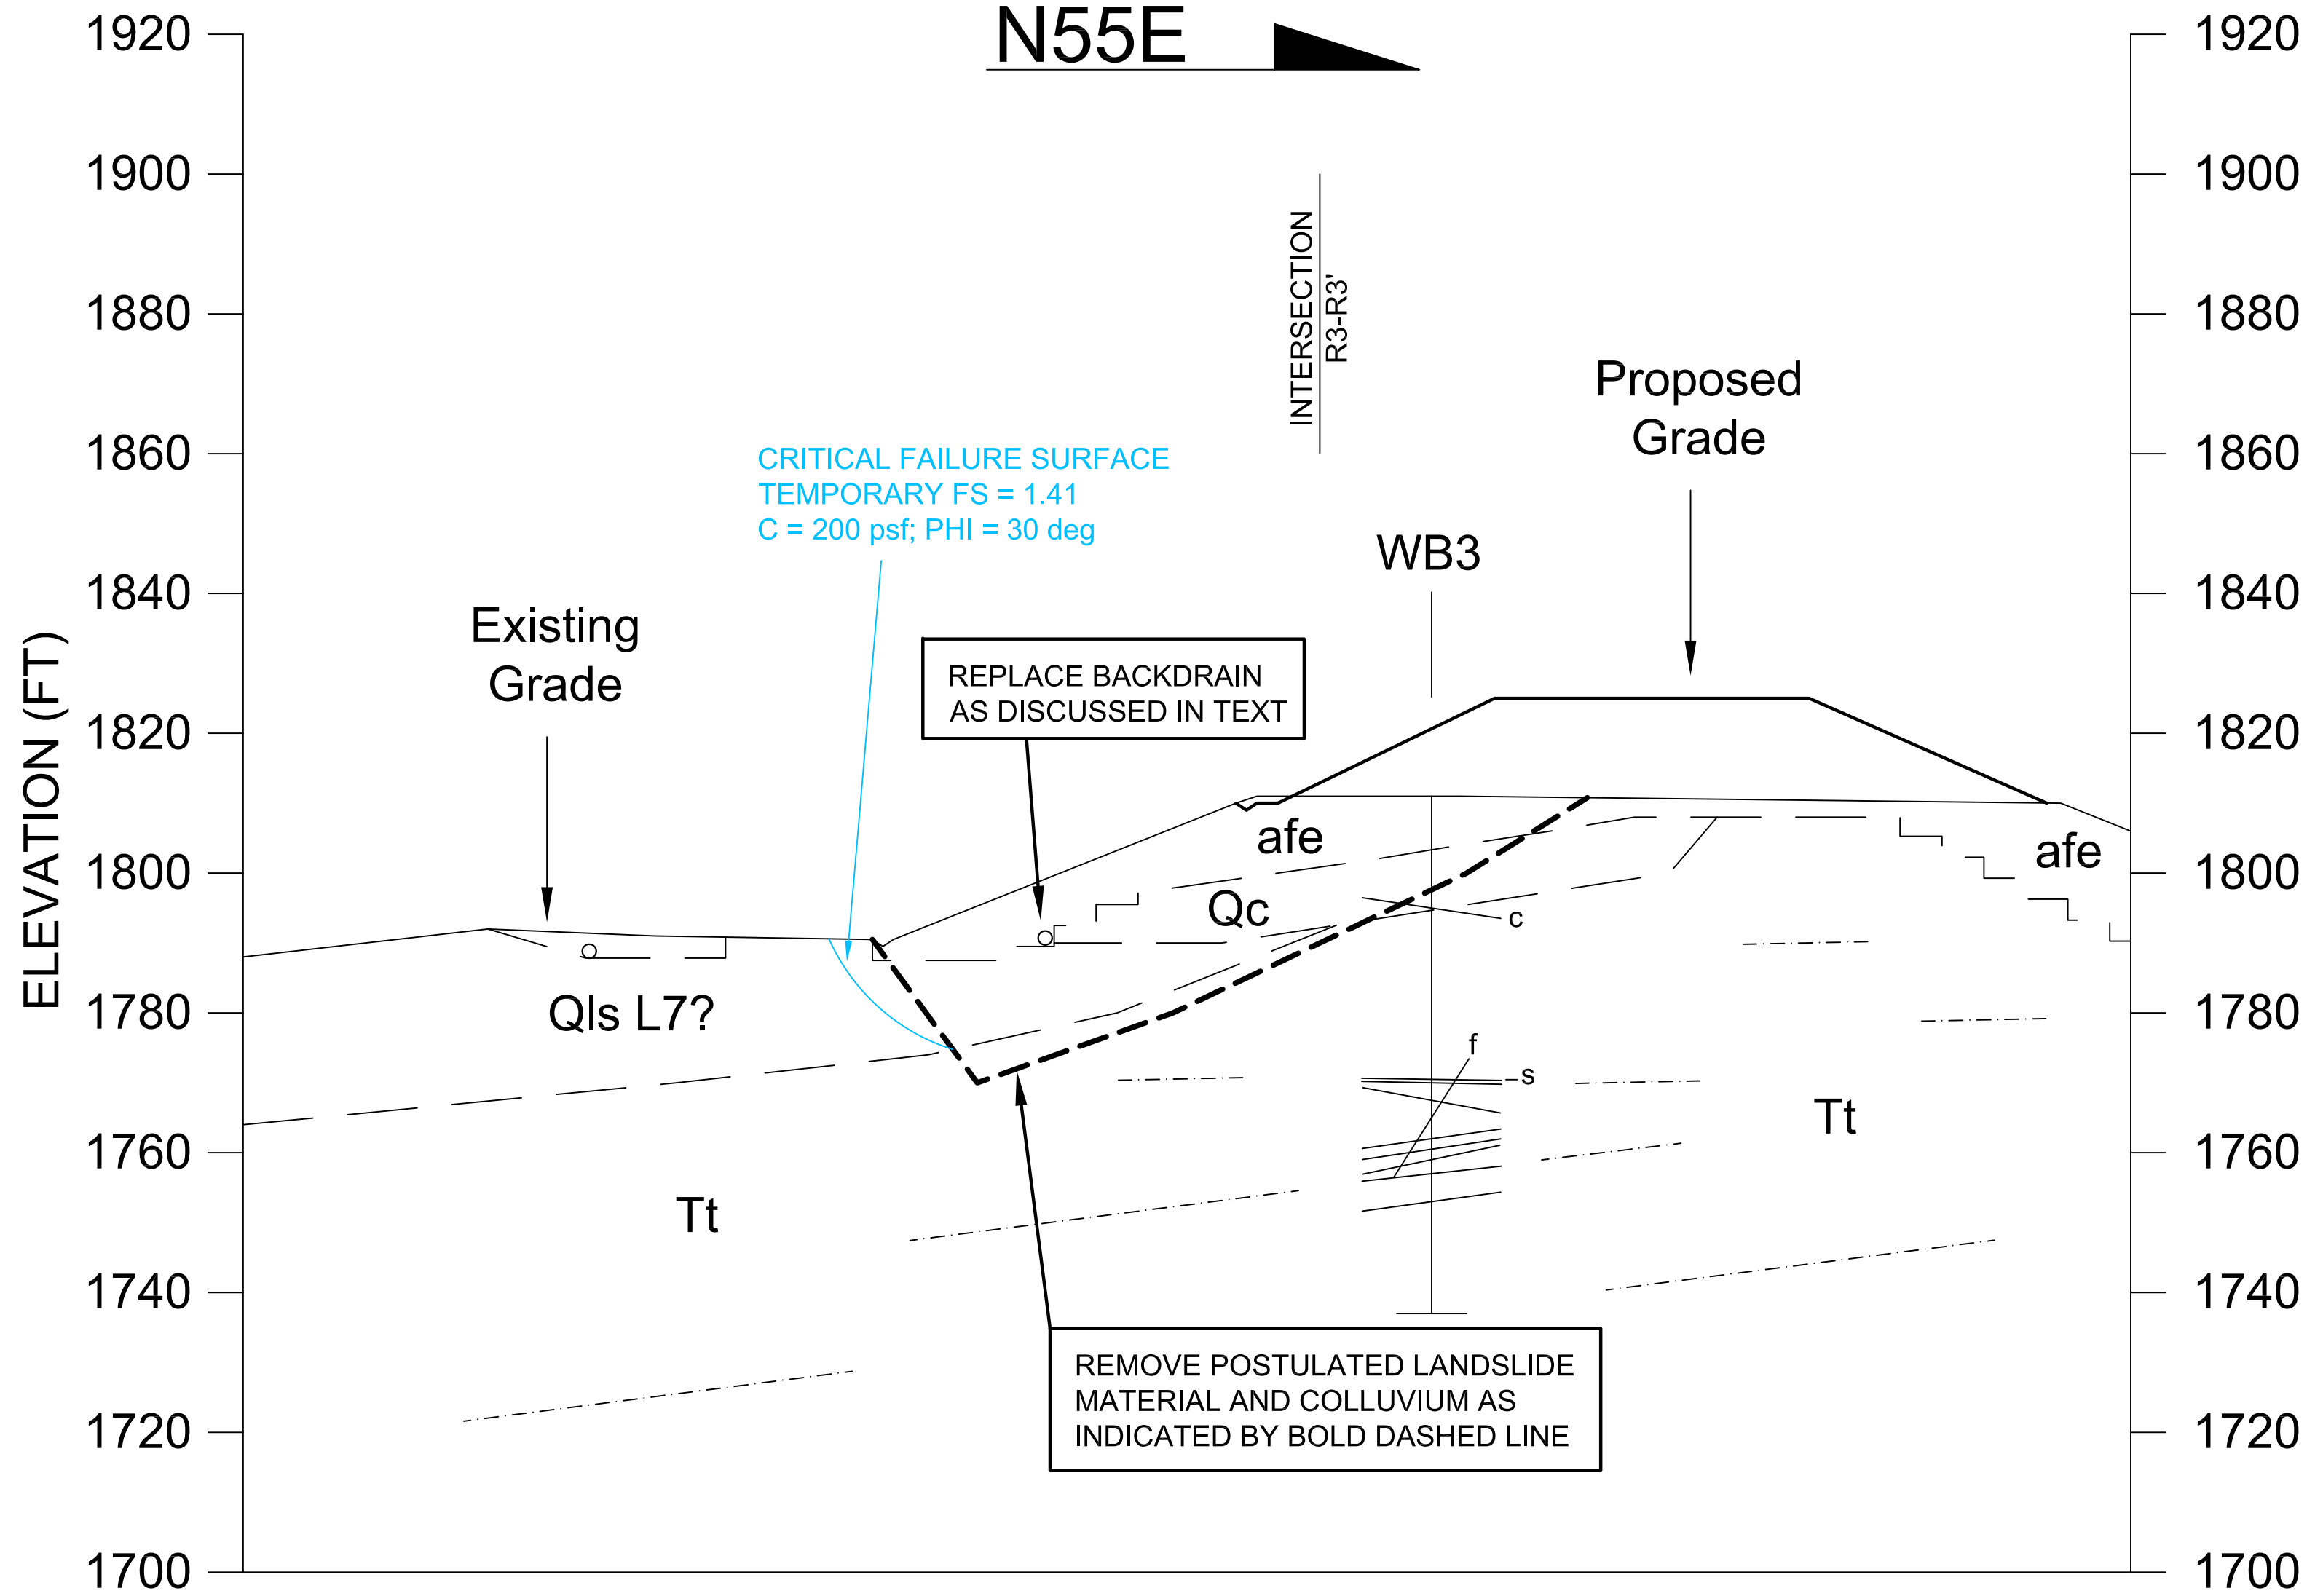 N55E
1920
1900
1880
1860
1840
1820
1800
1780
1760
1740
1720
1700
ELEVATION (FT)
INTERSECTION
R3-R3'
Proposed
Grade
CRITICAL FAILURE SURFACE
TEMPORARY FS = 1.41
C = 200 psf; PHI = 30 deg
WB3
Existing
Grade
REPLACE BACKDRAIN
AS DISCUSSED IN TEXT
afe
afe
Qc
c
Qls L7?
f
s
Tt
Tt
REMOVE POSTULATED LANDSLIDE
MATERIAL AND COLLUVIUM AS
INDICATED BY BOLD DASHED LINE
1920
1900
1880
1860
1840
1820
1800
1780
1760
1740
1720
1700